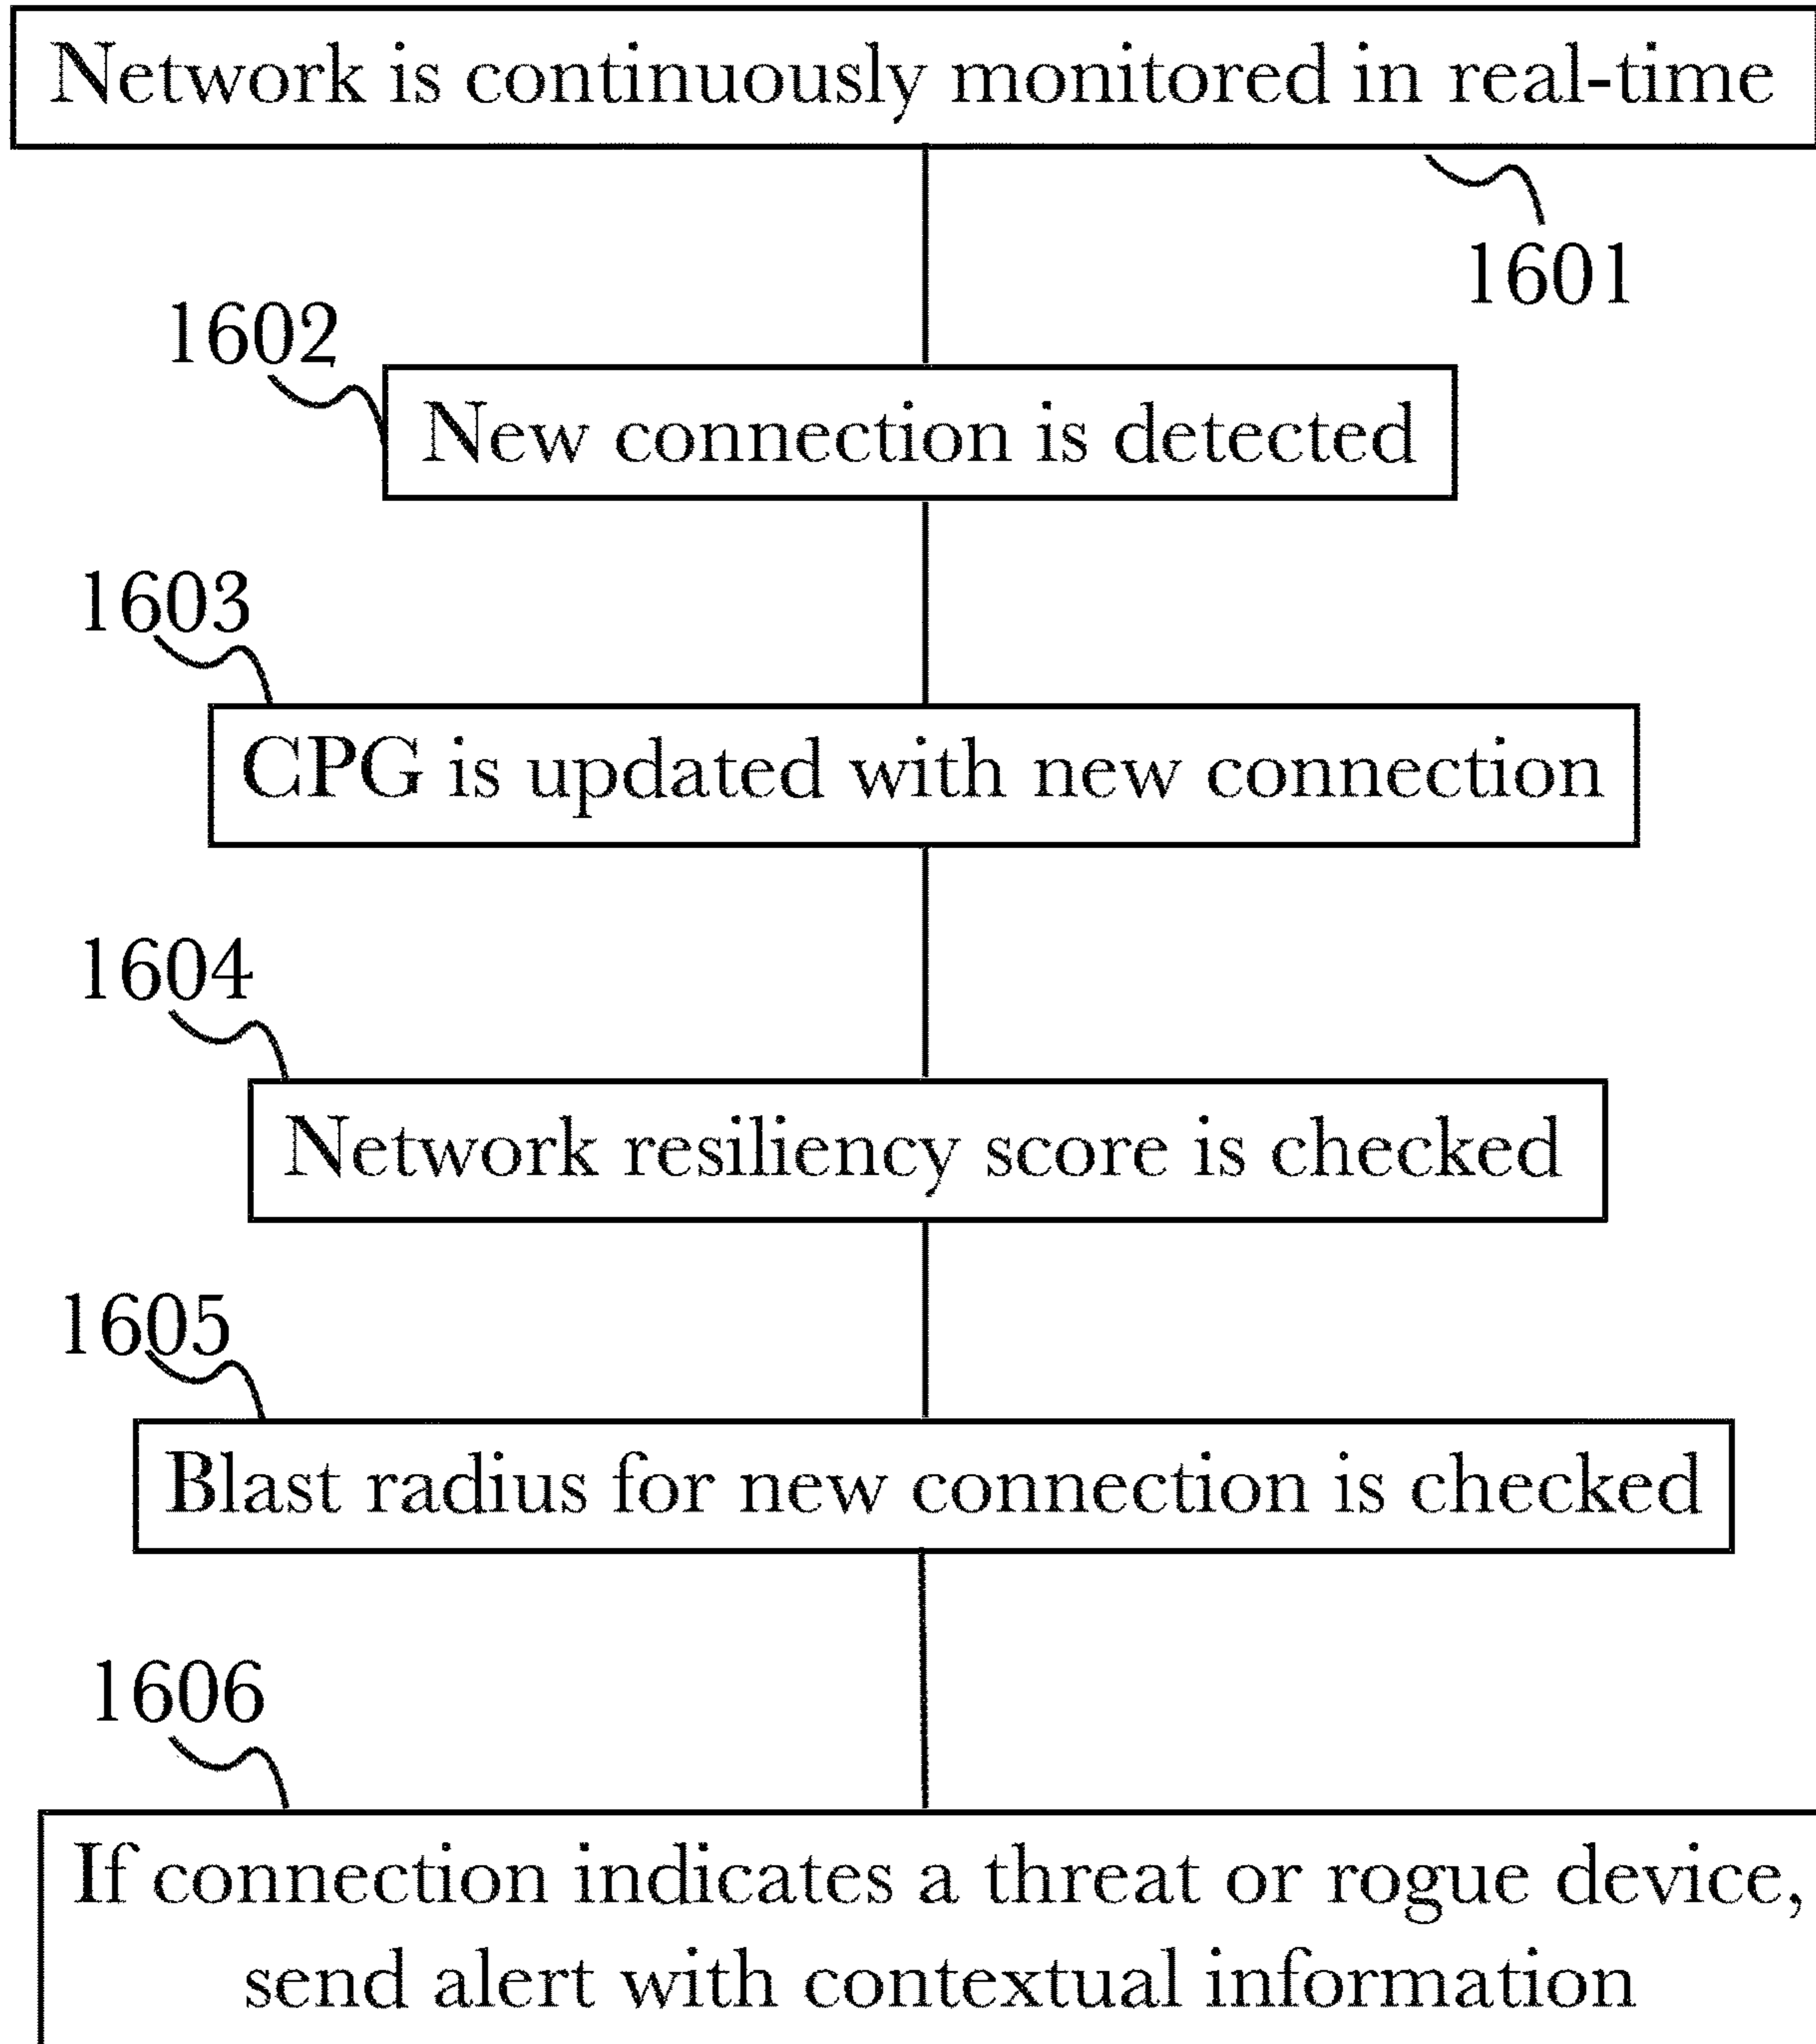 Network is continuously monitored in real-time
1601
1602
New connection is detected
1603
CPG is updated with new connection
1604
Network resiliency score is checked
1605
Blast radius for new connection is checked
1606
If connection indicates a threat or rogue device,
send alert with contextual information